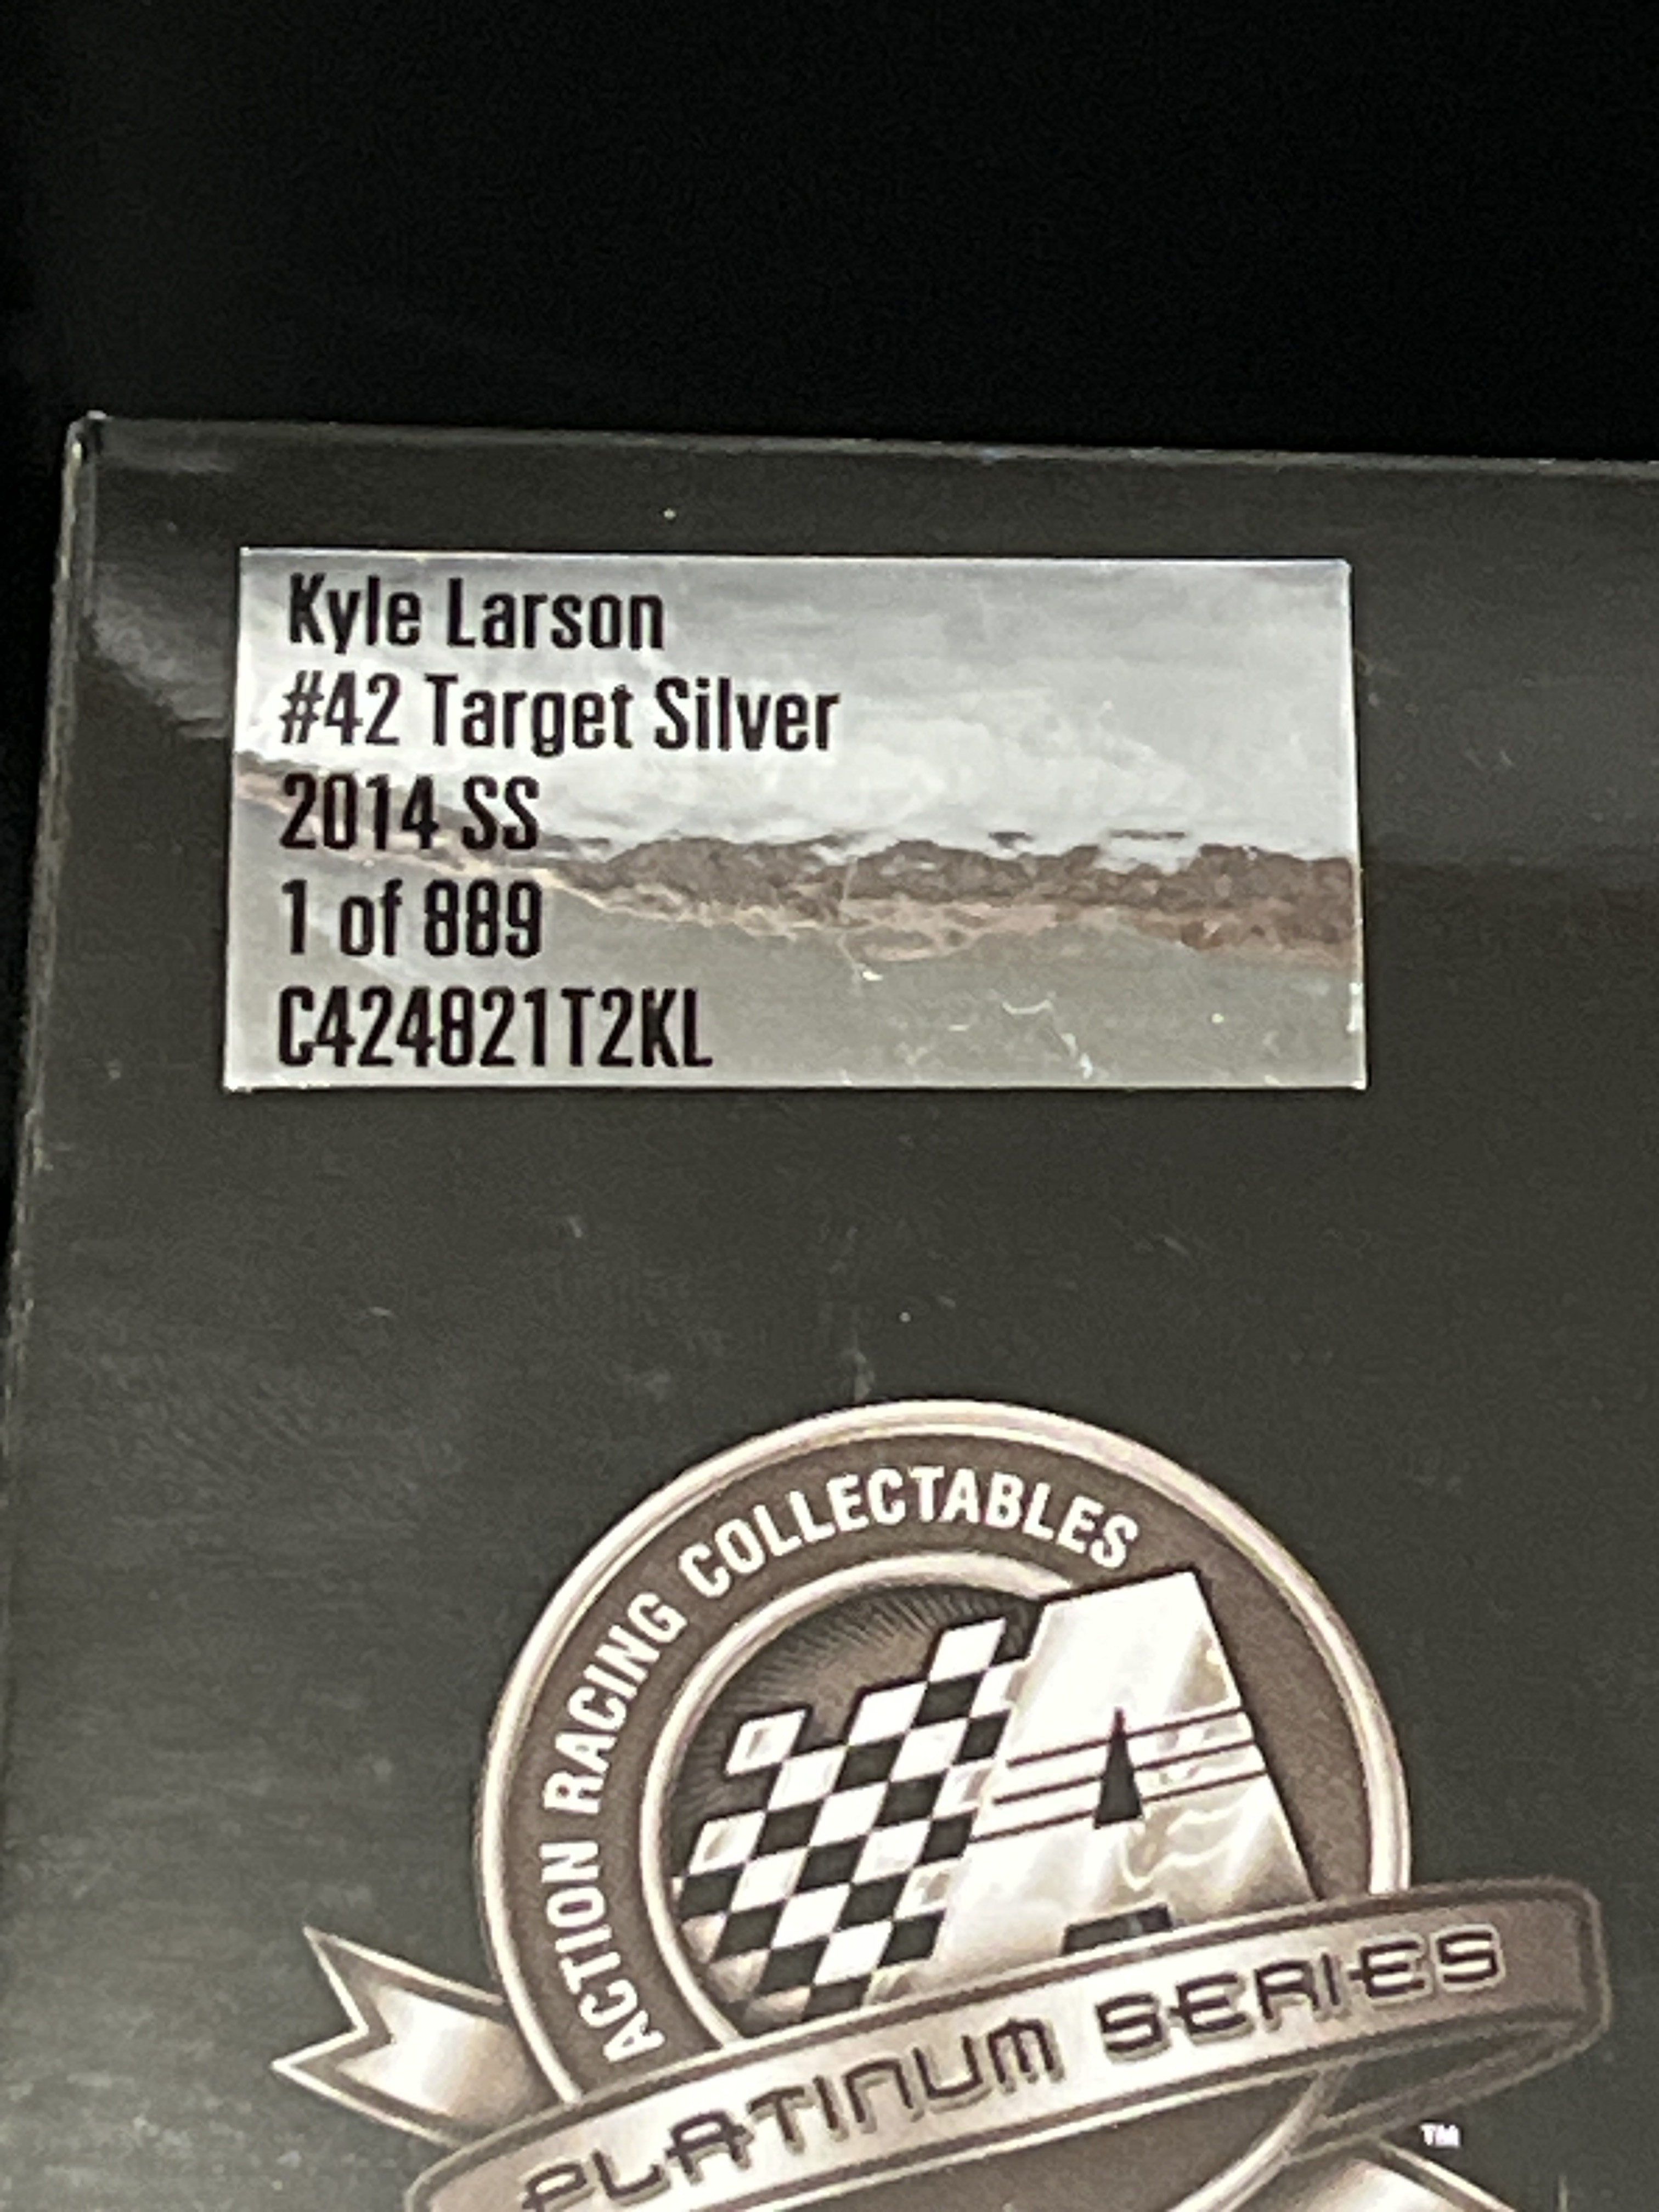 Kyle Larson
#42 Target Silver
2014 SS
1 of 889
C424821T2KL
ACTION RACING COLLECTABLES
A
PLATINUM SERIES
TM